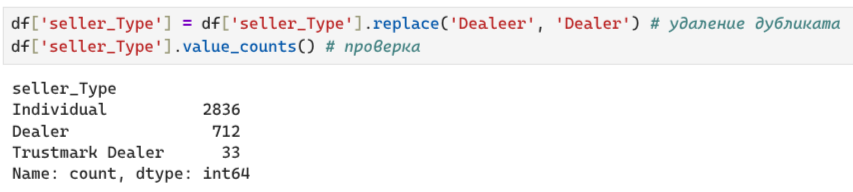 df['seller_Type'] = df['seller_Type'].replace('Dealeer', 'Dealer') # удаление дубликата
df['seller_Type'].value_counts() # проверка
seller_Type
Individual 2836
Dealer 712
Trustmark Dealer 33
Name: count, dtype: int64